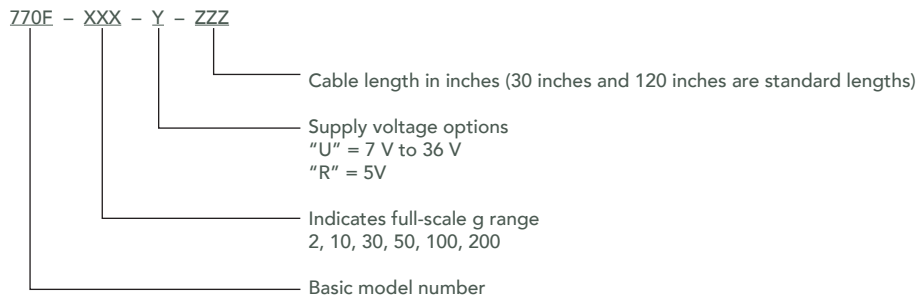 770F – XXX – Y – ZZZ
Cable length in inches (30 inches and 120 inches are standard lengths)
Supply voltage options
“U” = 7 V to 36 V
“R” = 5V
Indicates full-scale g range
2, 10, 30, 50, 100, 200
Basic model number